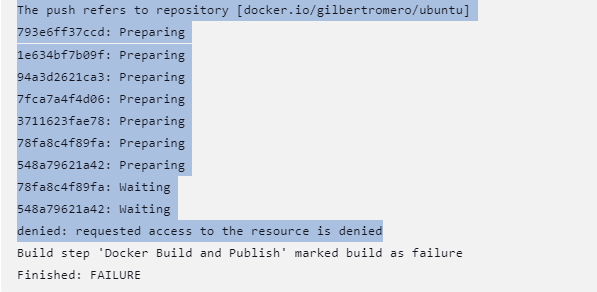 The push refers to repository [docker.io/gilbertromero/ubuntu]
793e6ff37ccd: Preparing
1e634bf7b09f: Preparing
94a3d2621ca3: Preparing
7fca7a4f4d06: Preparing
3711623fae78: Preparing
78fa8c4f89fa: Preparing
548a79621a42: Preparing
78fa8c4f89fa: Waiting
548a79621a42: Waiting
denied: requested access to the resource is denied
Build step 'Docker Build and Publish' marked build as failure
Finished: FAILURE